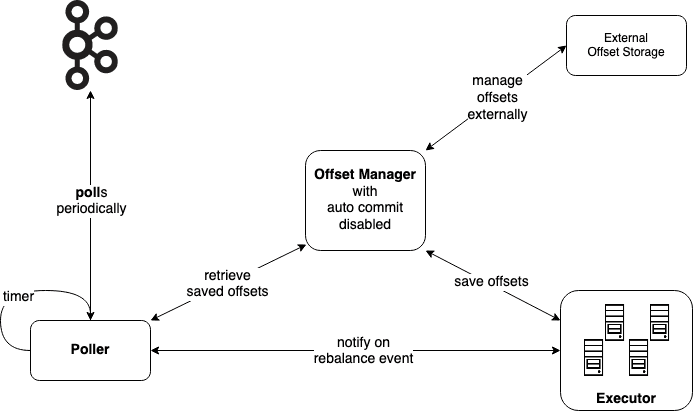 External
Offset Storage
manage
offsets
externally
Offset Manager
with
auto commit
disabled
polls
periodically
retrieve
saved offsets
save offsets
timer
Poller
notify on
rebalance event
Executor